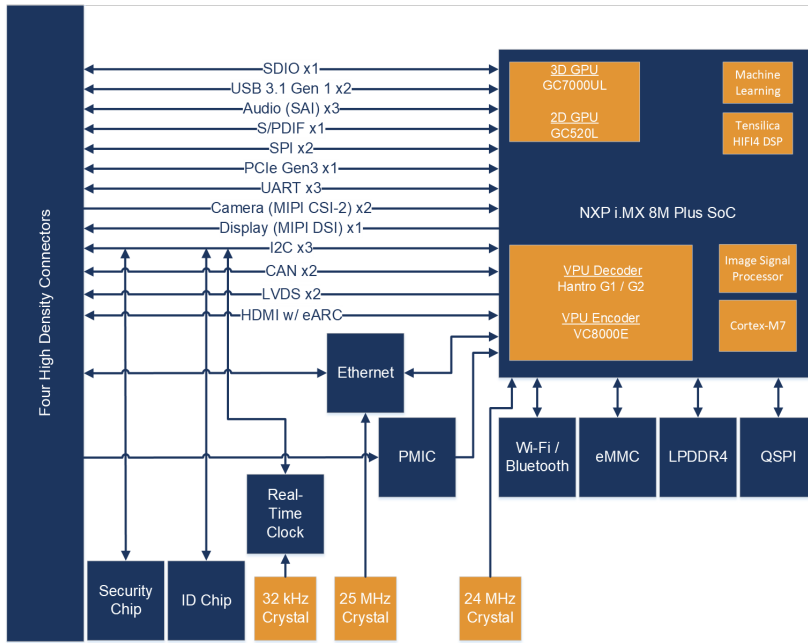 Four High Density Connectors
SDIO x1
USB 3.1 Gen 1 x2
Audio (SAI) x3
S/PDIF x1
SPI x2
PCIe Gen3 x1
UART x3
Camera (MIPI CSI-2) x2
Display (MIPI DSI) x1
I2C x3
CAN x2
LVDS x2
HDMI w/ eARC
3D GPU
GC7000UL
2D GPU
GC520L
Machine
Learning
Tensilica
HIFI4 DSP
NXP i.MX 8M Plus SoC
VPU Decoder
Hantro G1 / G2
VPU Encoder
VC8000E
Image Signal
Processor
Cortex-M7
Ethernet
PMIC
Wi-Fi /
Bluetooth
eMMC
LPDDR4
QSPI
Real-
Time
Clock
Security
Chip
ID Chip
32 kHz
Crystal
25 MHz
Crystal
24 MHz
Crystal